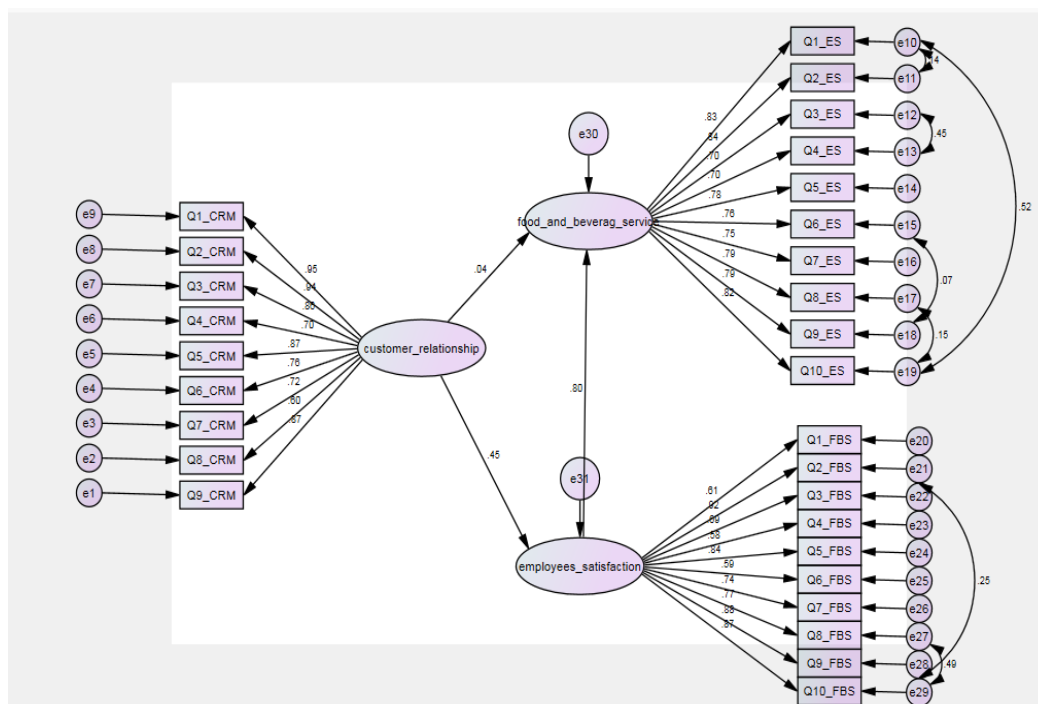 Q1_ES
e10
.14
Q2_ES
e11
Q3_ES
e12
.45
Q4_ES
e13
Q5_ES
e14
Q6_ES
e15
Q7_ES
e16
.07
Q8_ES
e17
Q9_ES
e18
.15
Q10_ES
e19
.52
.83
.84
.70
.70
.78
.76
.75
.79
.79
.82
e30
food_and_beverag_service
.04
e9
Q1_CRM
e8
Q2_CRM
e7
Q3_CRM
e6
Q4_CRM
e5
Q5_CRM
e4
Q6_CRM
e3
Q7_CRM
e2
Q8_CRM
e1
Q9_CRM
.95
.94
.86
.70
.87
.76
.72
.60
customer_relationship
.80
.45
e31
employees_satisfaction
.61
.69
.58
.84
.59
.74
.77
.88
.87
Q1_FBS
e20
Q2_FBS
e21
Q3_FBS
e22
Q4_FBS
e23
Q5_FBS
e24
Q6_FBS
e25
Q7_FBS
e26
Q8_FBS
e27
Q9_FBS
e28
Q10_FBS
e29
.25
.49